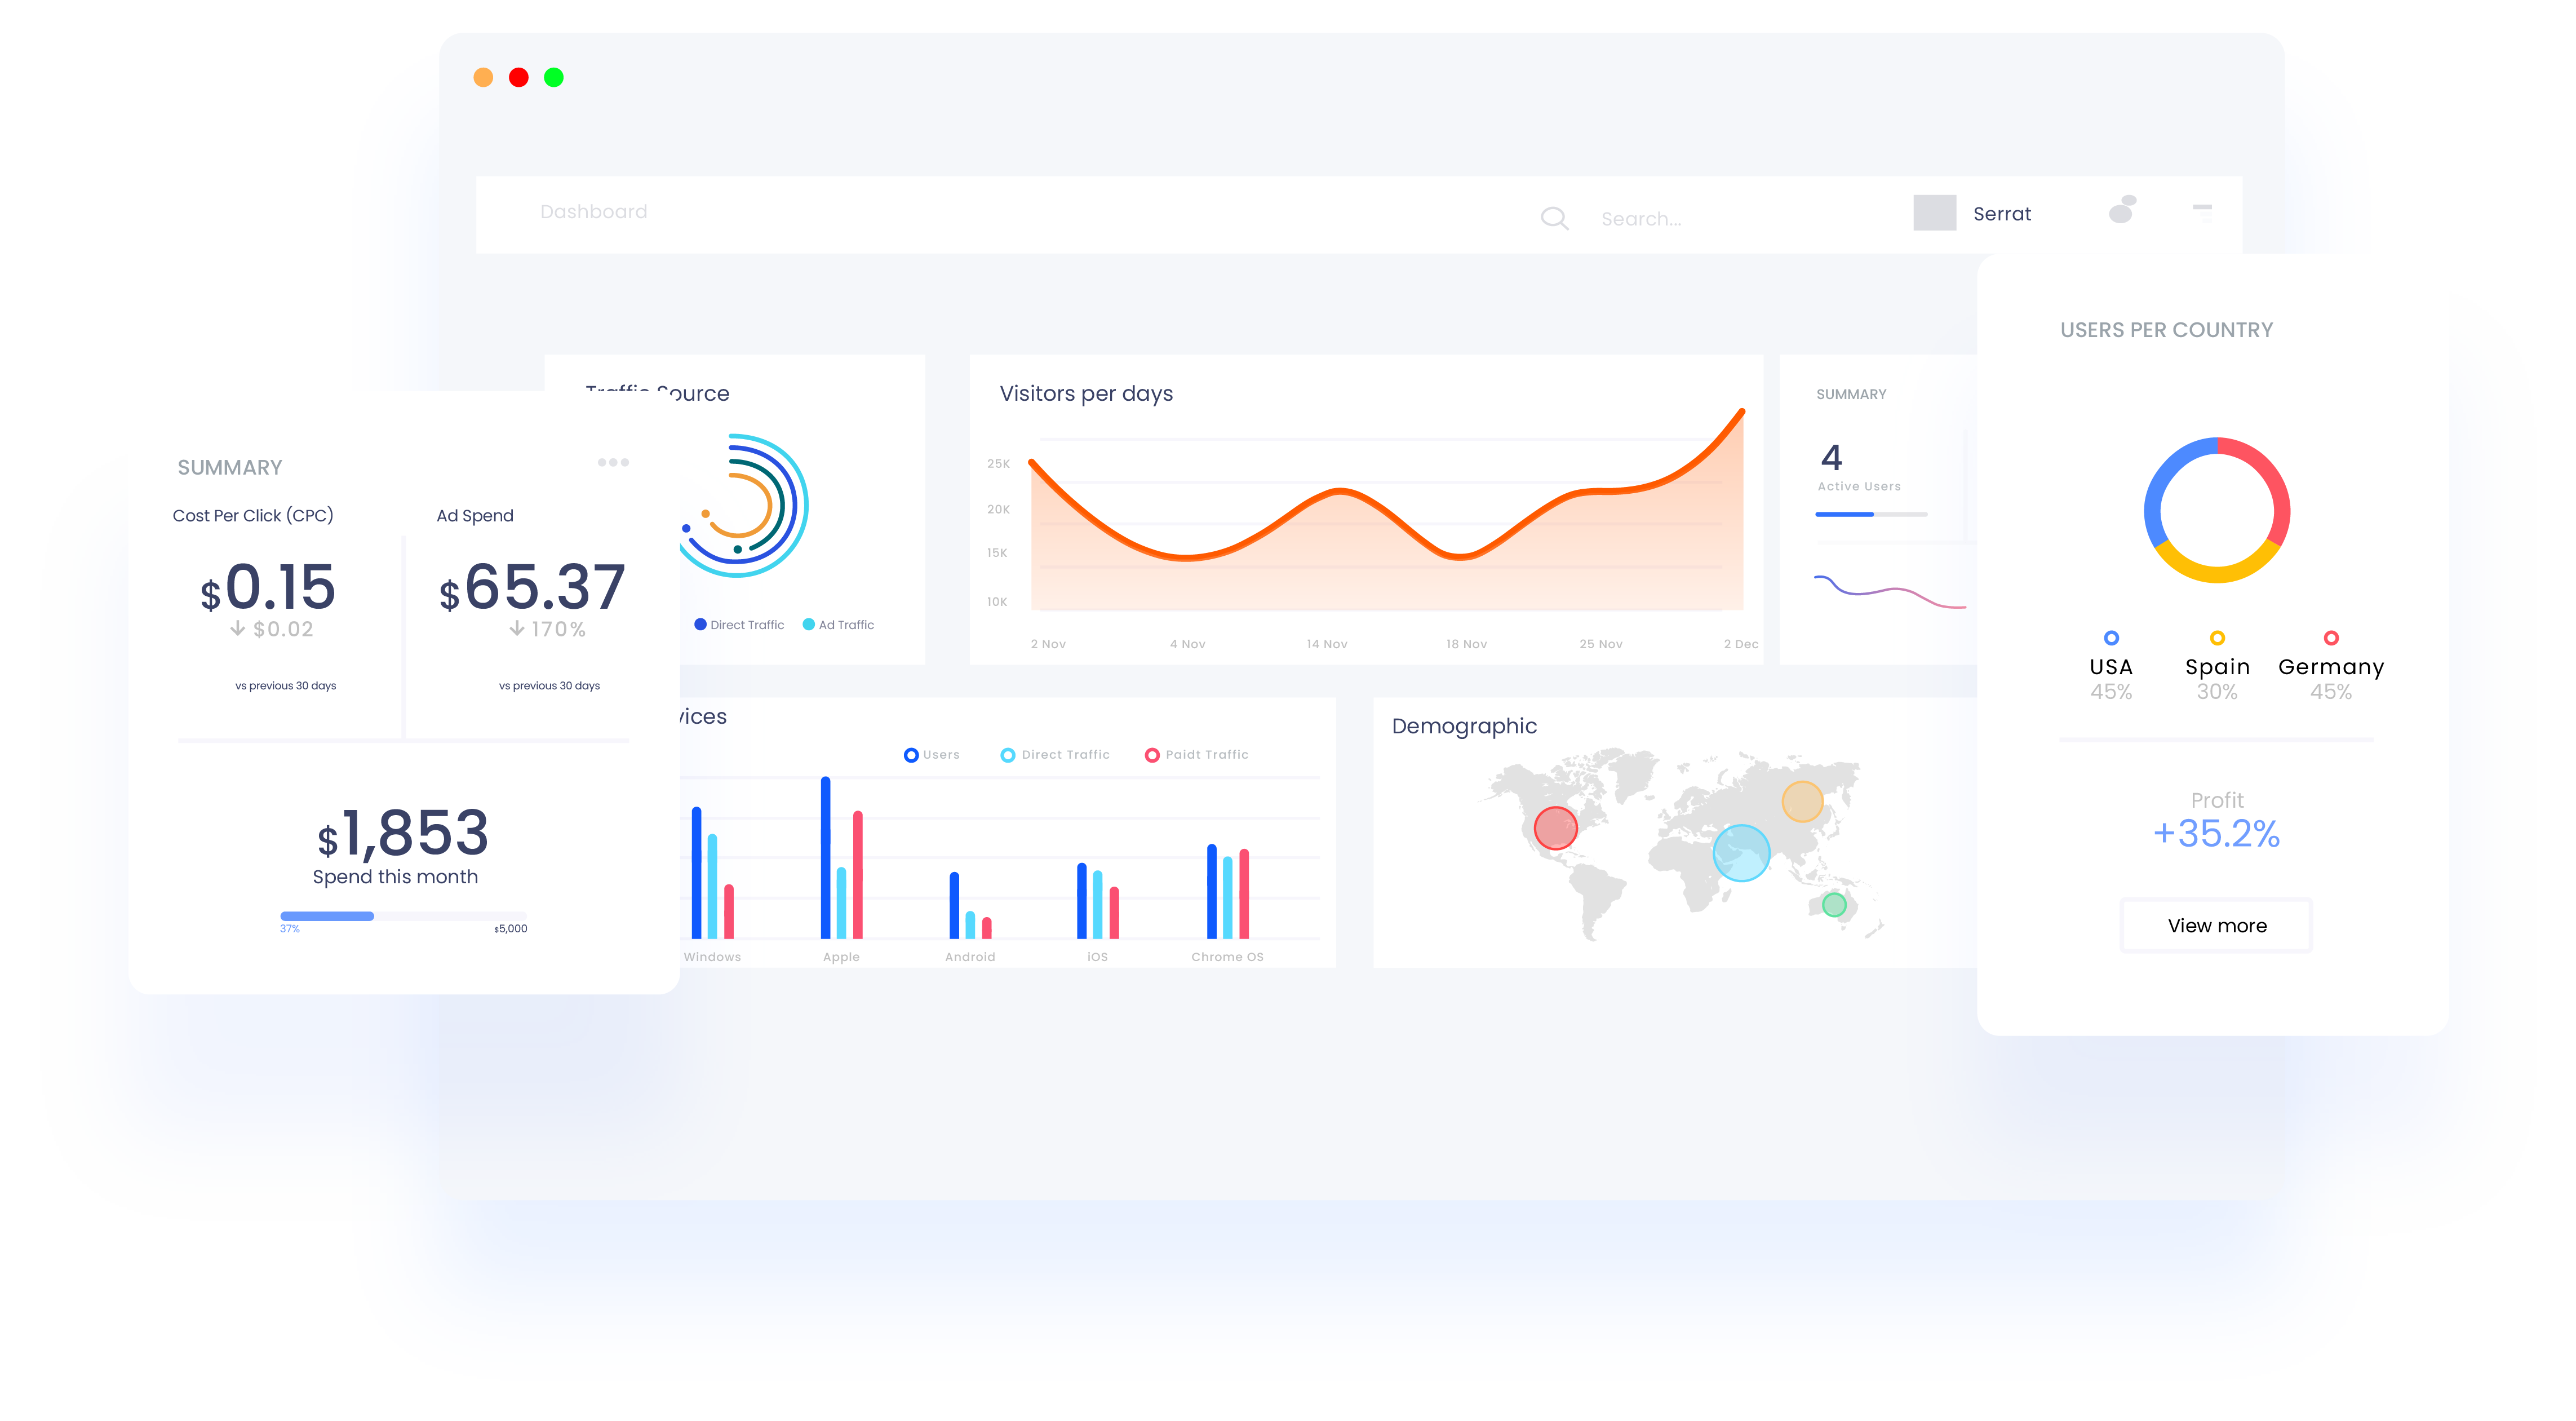 Dashboard
Search...
Serrat
USERS PER COUNTRY
USA
Spain
Germany
45%
30%
45%
Profit
+35.2%
View more
Source
Direct Traffic
Ad Traffic
Visitors per days
25K
20K
15K
10K
2 Nov
4 Nov
14 Nov
18 Nov
25 Nov
2 Dec
SUMMARY
4
Active Users
SUMMARY
Cost Per Click (CPC)
Ad Spend
$0.15
$65.37
$0.02
170%
vs previous 30 days
vs previous 30 days
$1,853
Spend this month
37%
$5,000
vices
Users
Direct Traffic
Paidt Traffic
Windows
Apple
Android
iOS
Chrome OS
Demographic